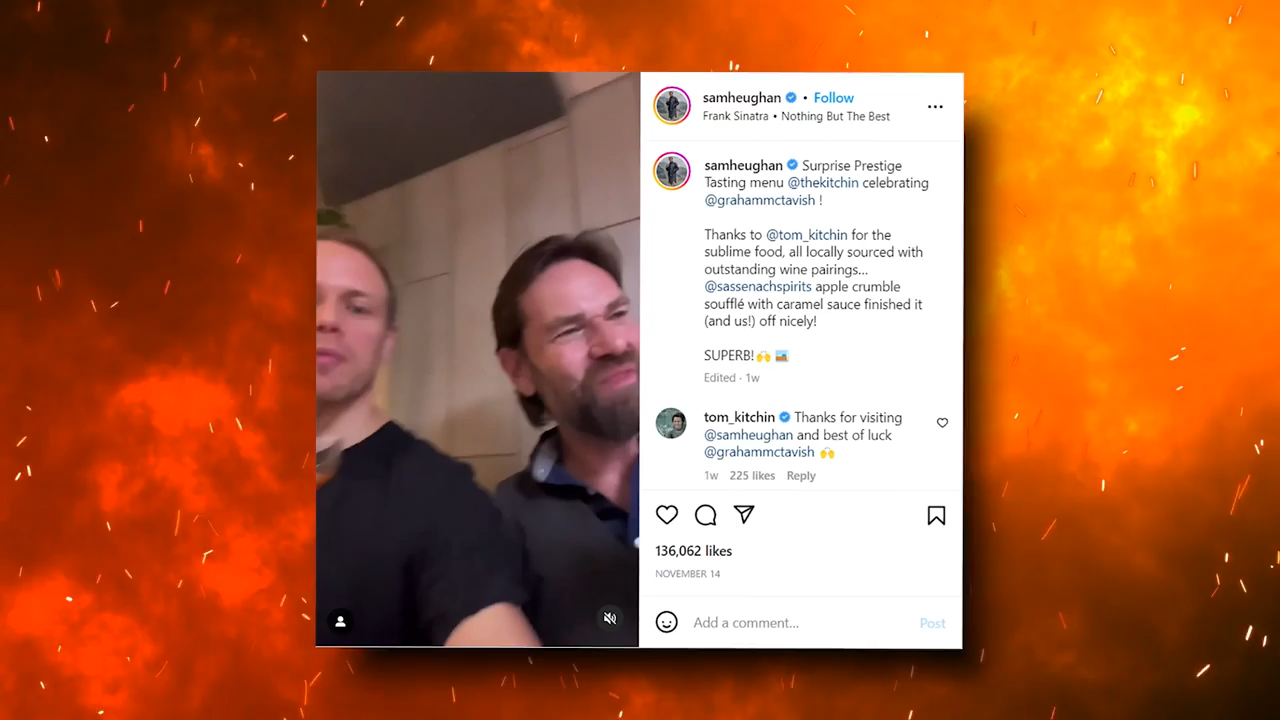 samheughan • Follow
Frank Sinatra • Nothing But The Best
samheughan Surprise Prestige
Tasting menu @thekitchin celebrating
@grahammctavish !
Thanks to @tom_kitchin for the
sublime food, all locally sourced with
outstanding wine pairings...
@sassenachspirits apple crumble
soufflé with caramel sauce finished it
(and us!) off nicely!
SUPERB!🙌 🏜️
Edited · 1w
tom_kitchin Thanks for visiting
@samheughan and best of luck
@grahammctavish 🙌
1w 225 likes Reply
136,062 likes
NOVEMBER 14
Add a comment... Post